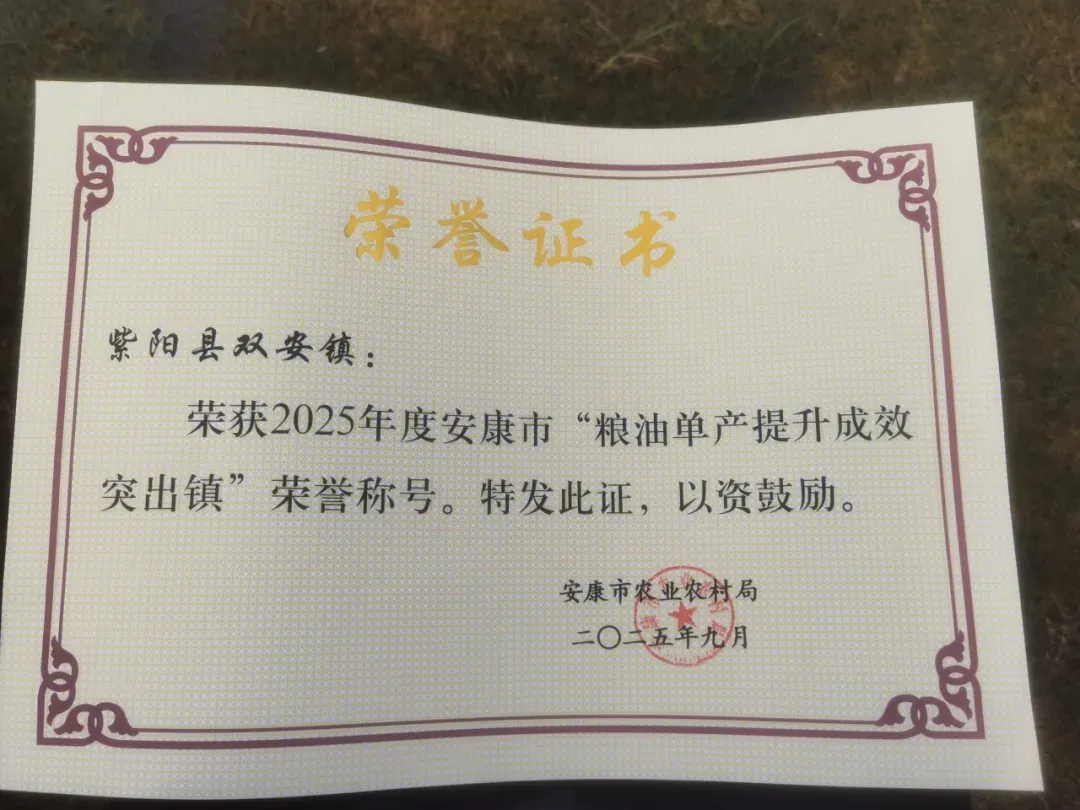 荣誉证书
紫阳县双安镇：
荣获2025年度安康市“粮油单产提升成效
突出镇”荣誉称号。特发此证，以资鼓励。
安康市农业农村局
二〇二五年九月